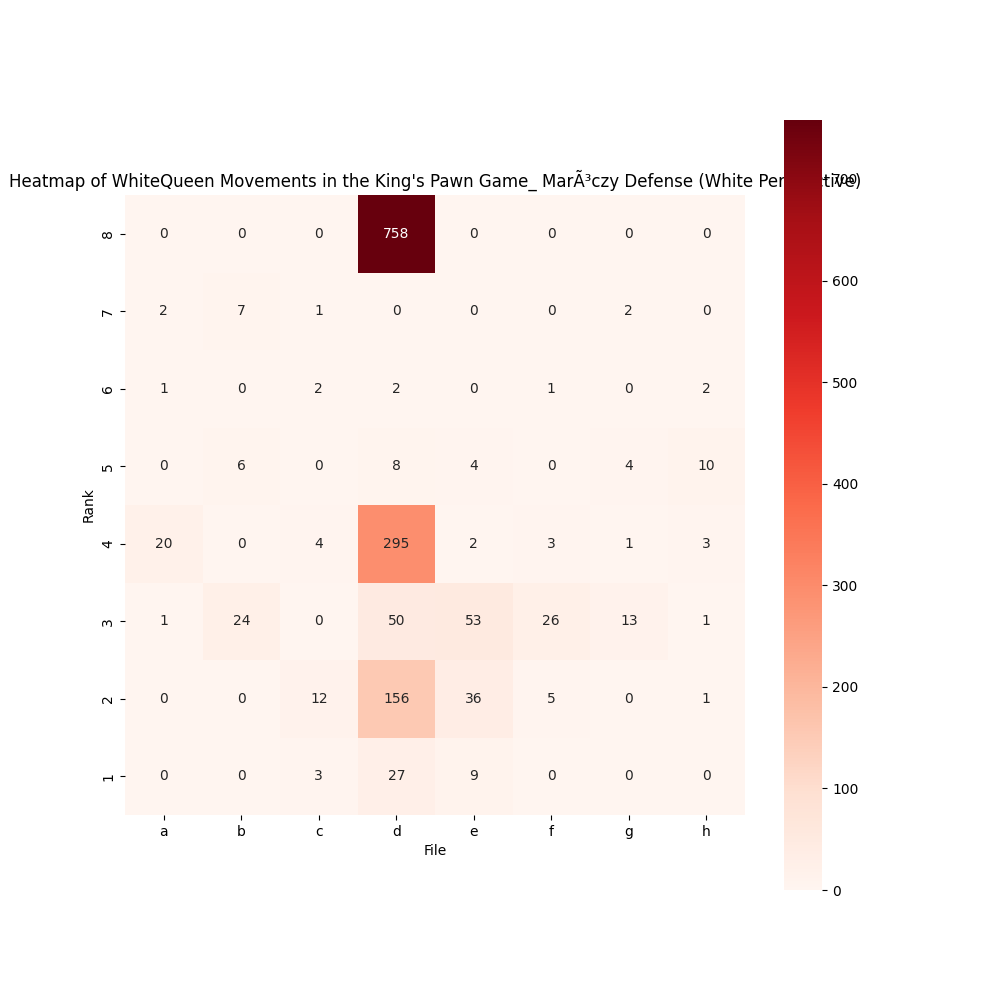 Heatmap of WhiteQueen Movements in the King's Pawn Game_ MarÃ³czy Defense (White Perspective)
700
8 0 0 0 758 0 0 0 0
7 2 7 1 0 0 0 2 0
600
6 1 0 2 2 0 1 0 2
500
5 0 6 0 8 4 0 4 10
Rank
400
4 20 0 4 295 2 3 1 3
300
3 1 24 0 50 53 26 13 1
200
2 0 0 12 156 36 5 0 1
100
1 0 0 3 27 9 0 0 0
a b c d e f g h
File
0